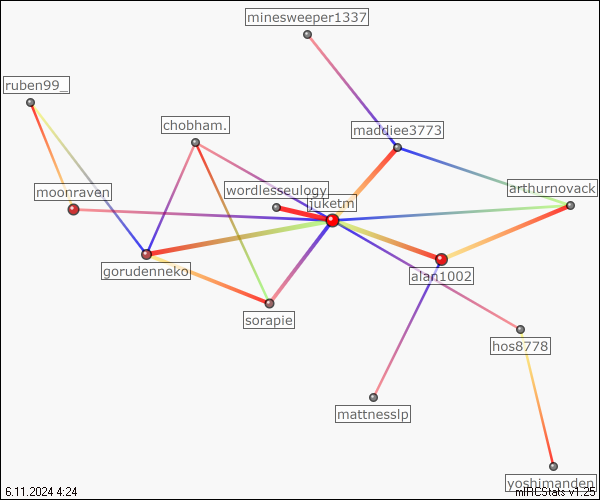 minesweeper1337
ruben99_
chobham.
maddiee3773
moonraven
wordlesseulogy
arthurnovack
juketm
gorudenneko
alan1002
sorapie
hos8778
mattnesslp
yoshimanden
6.11.2024 4:24
mIRCStats v1.25